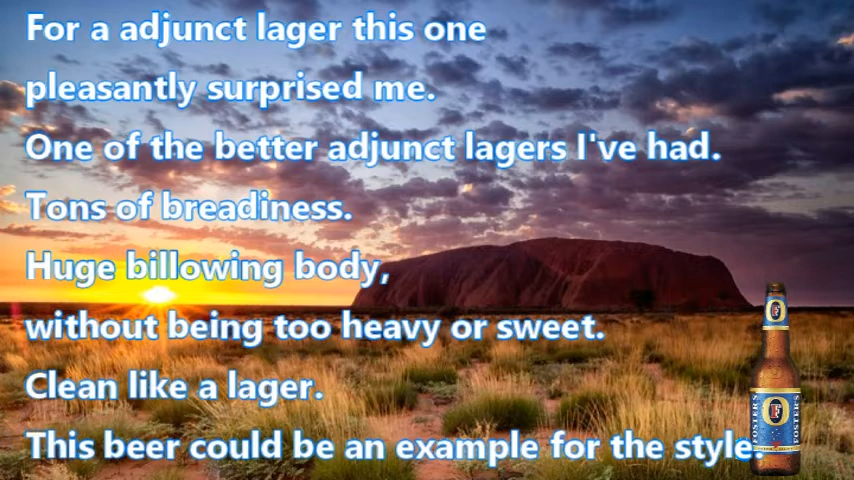 For a adjunct lager this one
pleasantly surprised me.
One of the better adjunct lagers I've had.
Tons of breadiness.
Huge billowing body,
without being too heavy or sweet.
Clean like a lager.
This beer could be an example for the style.
F
F
FOSTER'S
FOSTER'S